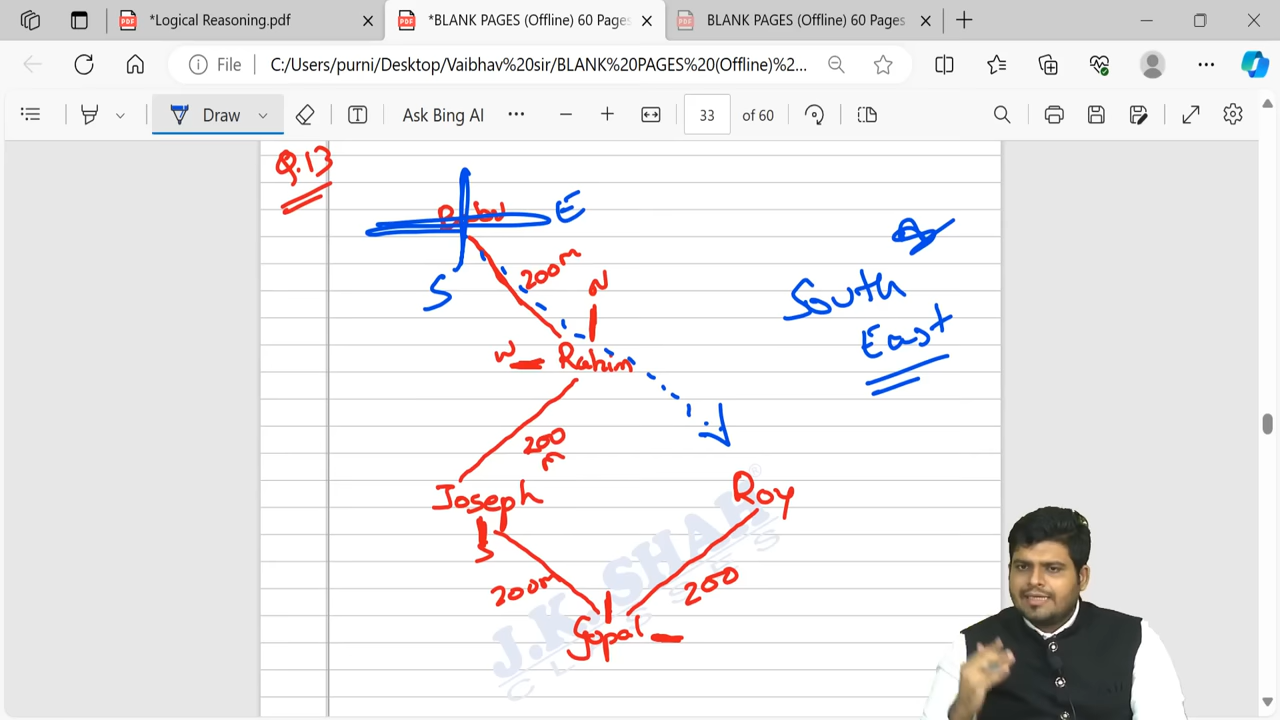 *Logical Reasoning.pdf
*BLANK PAGES (Offline) 60 Pages
BLANK PAGES (Offline) 60 Pages
File
C:/Users/purni/Desktop/Vaibhav%20sir/BLANK%20PAGES%20(Offline)%2...
Draw
Ask Bing AI
33
of 60
Q.13
E
S
200m
N
South
East
W
Rahim
200
m
Joseph
Roy
S
200m
200
Gopal
J.K. SHAH
CLASSES